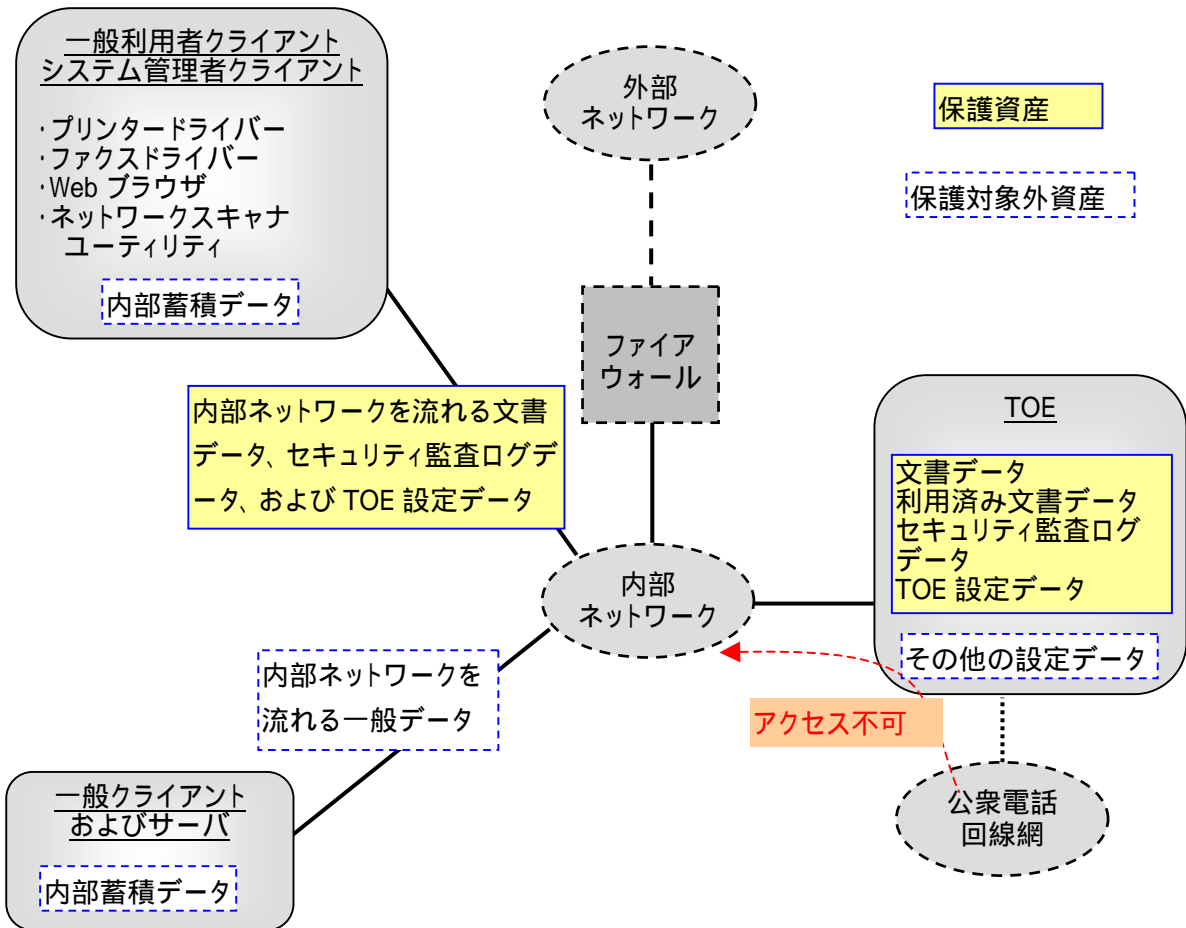 一般利用者クライアント
システム管理者クライアント
・プリンタードライバー
・ファクスドライバー
・Web ブラウザ
・ネットワークスキャナ
ユーティリティ
内部蓄積データ
外部
ネットワーク
保護資産
保護対象外資産
ファイア
ウォール
内部ネットワークを流れる文書
データ、セキュリティ監査ログデ
ータ、および TOE 設定データ
TOE
文書データ
利用済み文書データ
セキュリティ監査ログ
データ
TOE 設定データ
その他の設定データ
内部
ネットワーク
内部ネットワークを
流れる一般データ
アクセス不可
公衆電話
回線網
一般クライアント
およびサーバ
内部蓄積データ